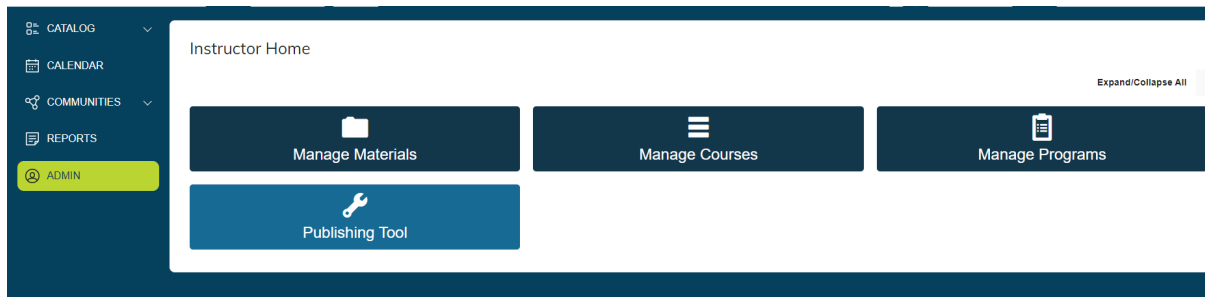 CATALOG
CALENDAR
COMMUNITIES
REPORTS
ADMIN
Instructor Home
Expand/Collapse All
Manage Materials
Manage Courses
Manage Programs
Publishing Tool